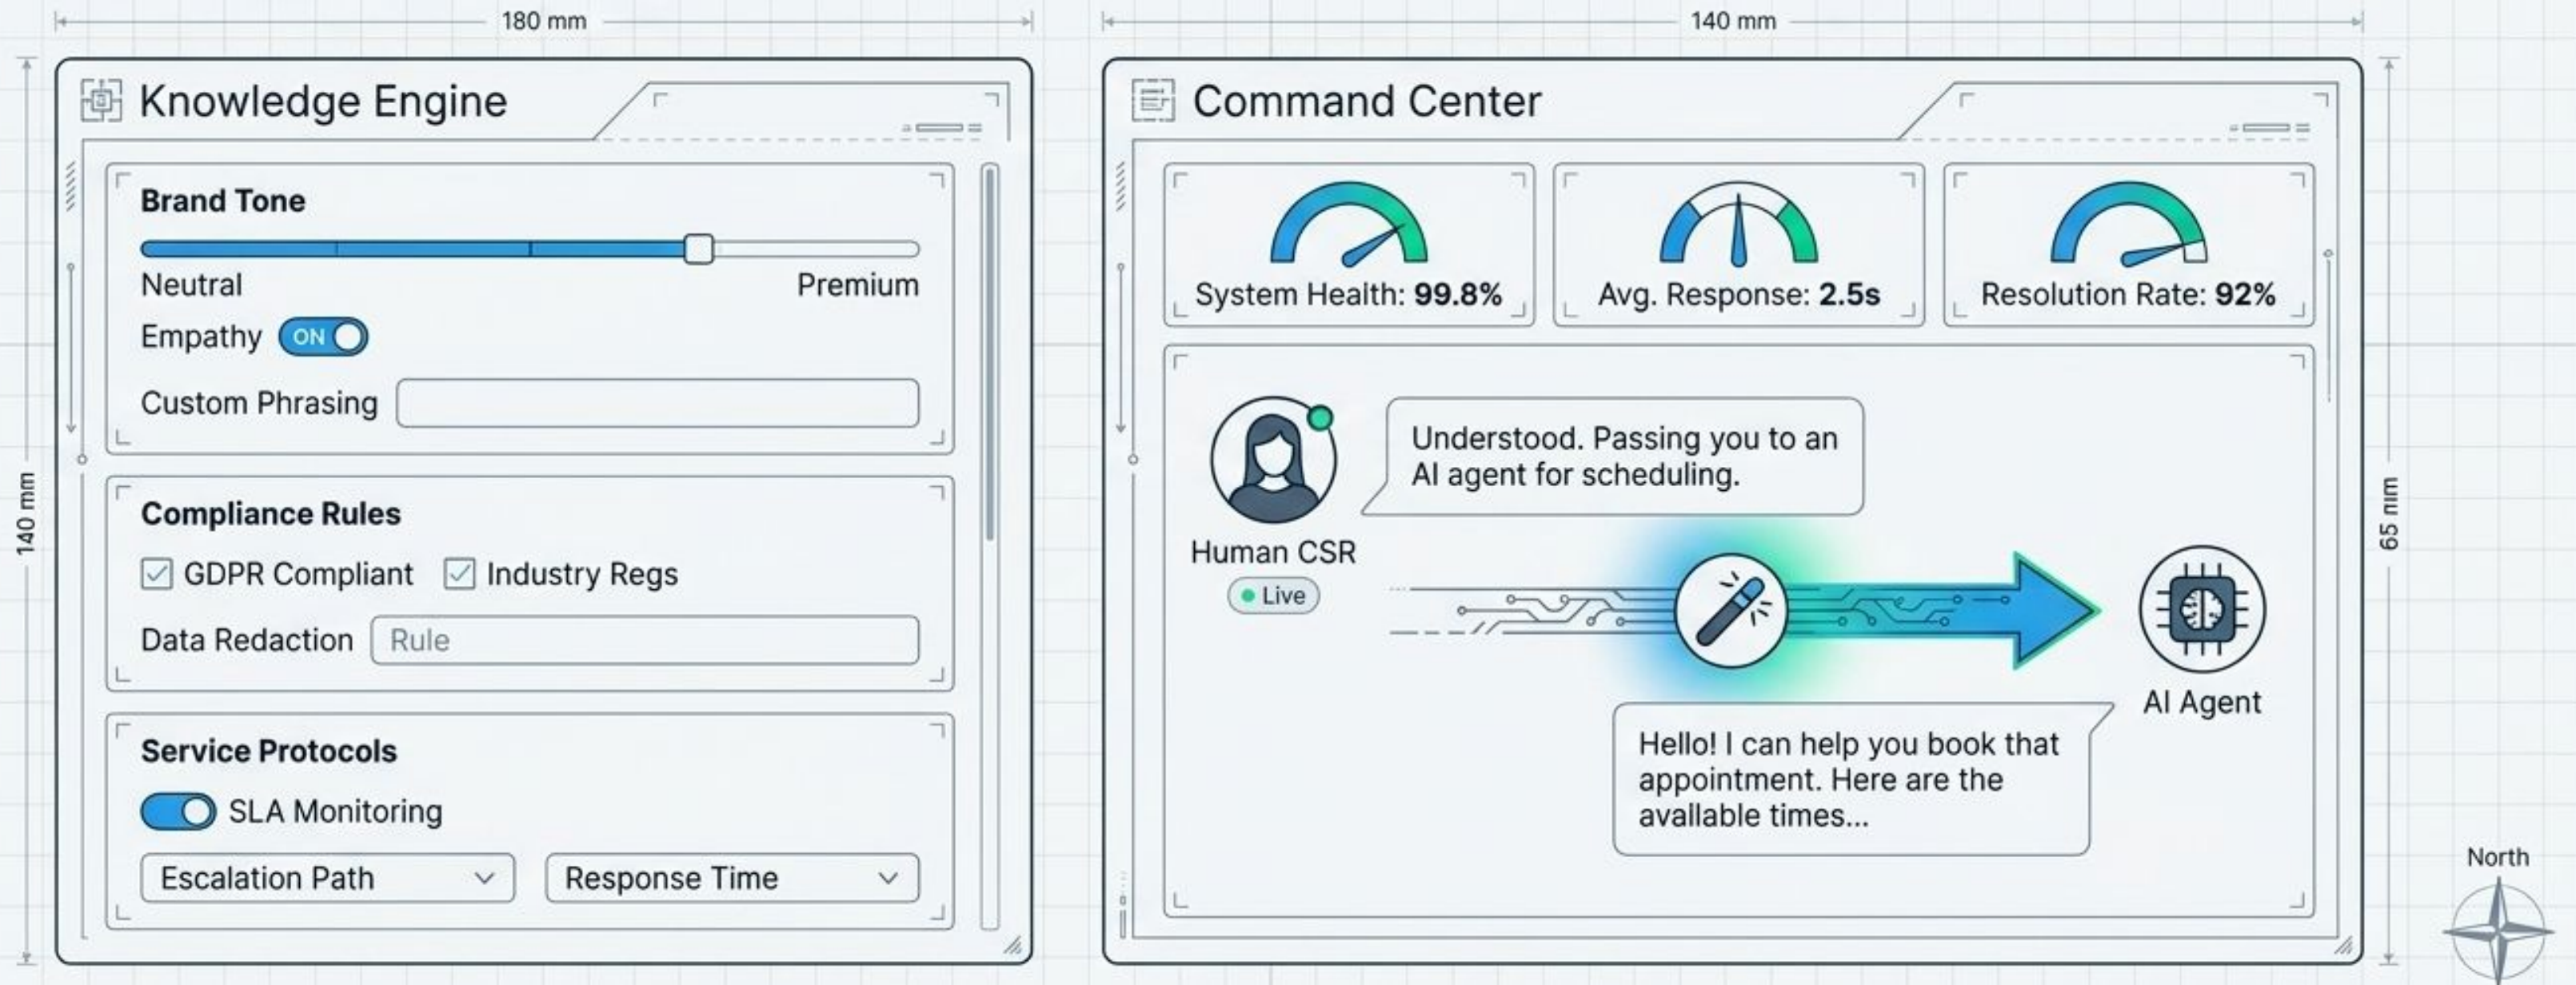 180 mm
140 mm
Knowledge Engine
Brand Tone
Neutral
Premium
Empathy
ON
Custom Phrasing
Compliance Rules
GDPR Compliant
Industry Regs
Data Redaction
Rule
Service Protocols
SLA Monitoring
Escalation Path
Response Time
140 mm
65 mm
Command Center
System Health: 99.8%
Avg. Response: 2.5s
Resolution Rate: 92%
Understood. Passing you to an
AI agent for scheduling.
Human CSR
Live
AI Agent
Hello! I can help you book that
appointment. Here are the
available times...
North